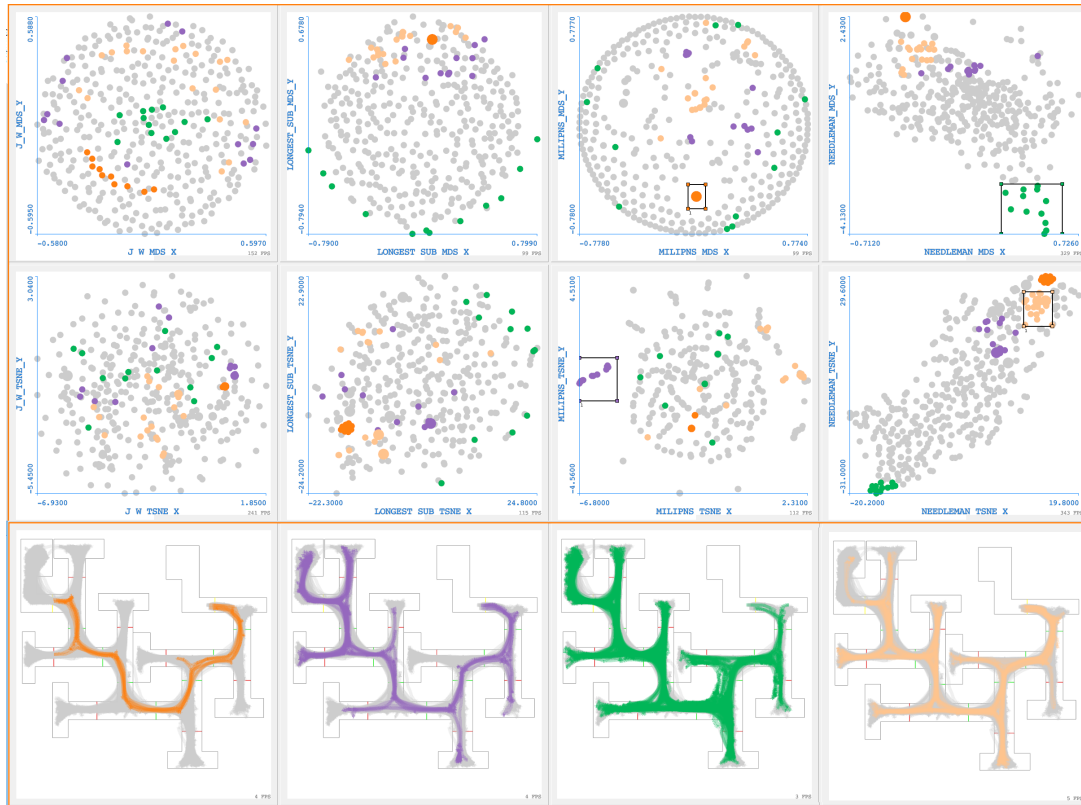 0.5880
J_W_MDS_Y
-0.5950
-0.5800
J W MDS X
0.5970
152 FPS
0.6780
LONGEST_SUB_MDS_Y
-0.7940
-0.7900
LONGEST SUB MDS X
0.7990
99 FPS
0.7770
MILIPNS_MDS_Y
-0.7800
-0.7780
MILIPNS MDS X
0.7740
89 FPS
2.4300
NEEDLEMAN_MDS_Y
-4.1300
-0.7120
NEEDLEMAN MDS X
0.7260
329 FPS
3.0400
J_W_TSNE_Y
-5.4500
-6.9300
J W TSNE X
1.8500
241 FPS
22.9000
LONGEST_SUB_TSNE_Y
-24.2000
-22.3000
LONGEST SUB TSNE X
24.8000
115 FPS
4.5100
MILIPNS_TSNE_Y
-4.5600
-6.8000
MILIPNS TSNE X
2.3100
112 FPS
29.6000
NEEDLEMAN_TSNE_Y
-31.0000
-20.2000
NEEDLEMAN TSNE X
19.8000
343 FPS
4 FPS
4 FPS
3 FPS
5 FPS